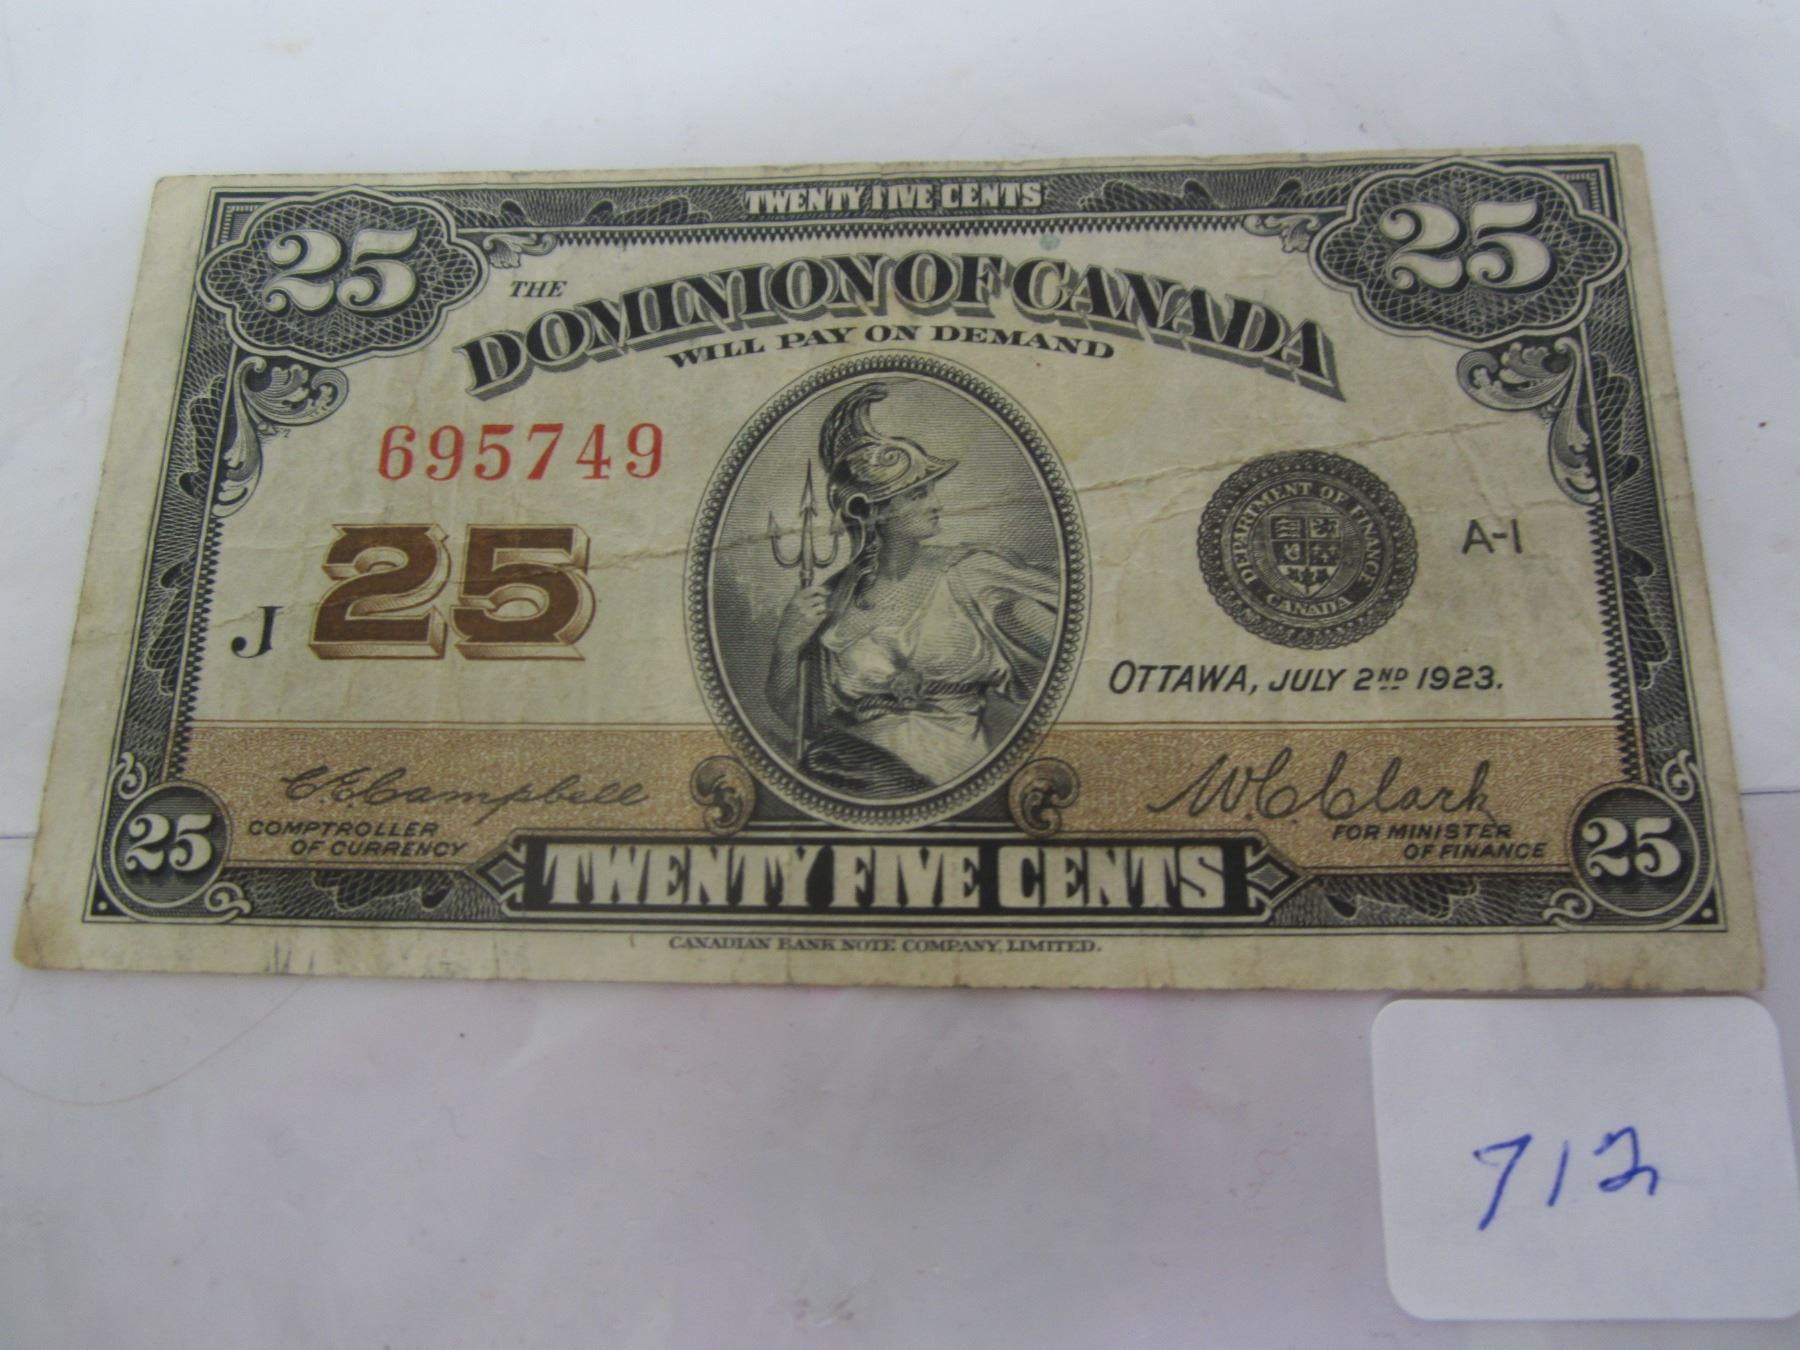 TWENTY FIVE CENTS
25 25
THE
DOMINION OF CANADA
WILL PAY ON DEMAND
695749
DEPARTMENT OF FINANCE
CANADA
A-1
25
J
OTTAWA, JULY 2ND 1923.
C.E. Campbell
W.C. Clark
COMPTROLLER
OF CURRENCY
FOR MINISTER
OF FINANCE
25 25
TWENTY FIVE CENTS
CANADIAN BANK NOTE COMPANY, LIMITED.
712